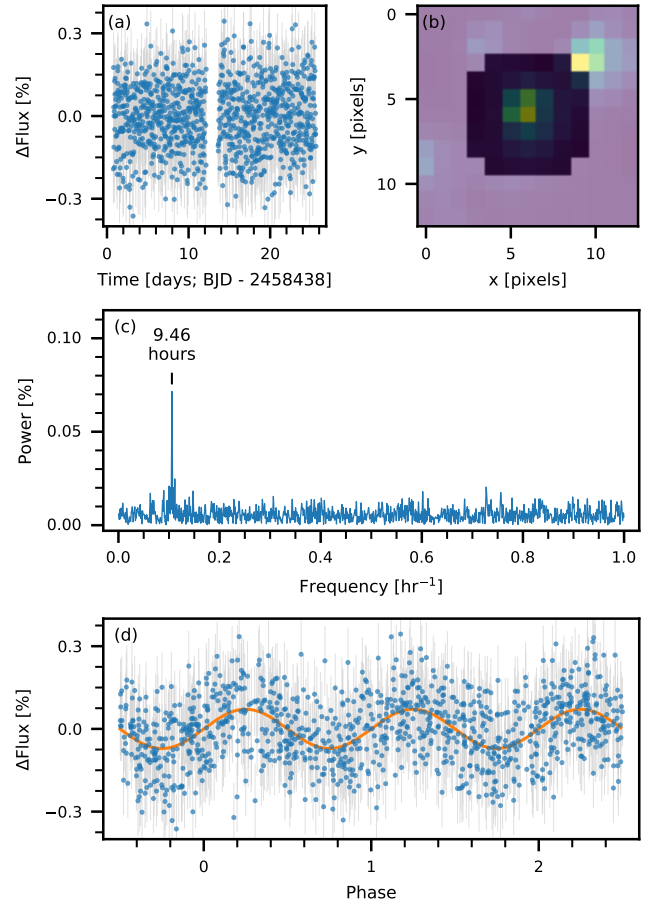 (a)
0.3
0.0
−0.3
ΔFlux [%]
0 10 20
Time [days; BJD - 2458438]
(b)
0
5
10
y [pixels]
0 5 10
x [pixels]
(c)
9.46
hours
0.10
0.05
0.00
Power [%]
0.0 0.2 0.4 0.6 0.8 1.0
Frequency [hr⁻¹]
(d)
0.3
0.0
−0.3
ΔFlux [%]
0 1 2
Phase